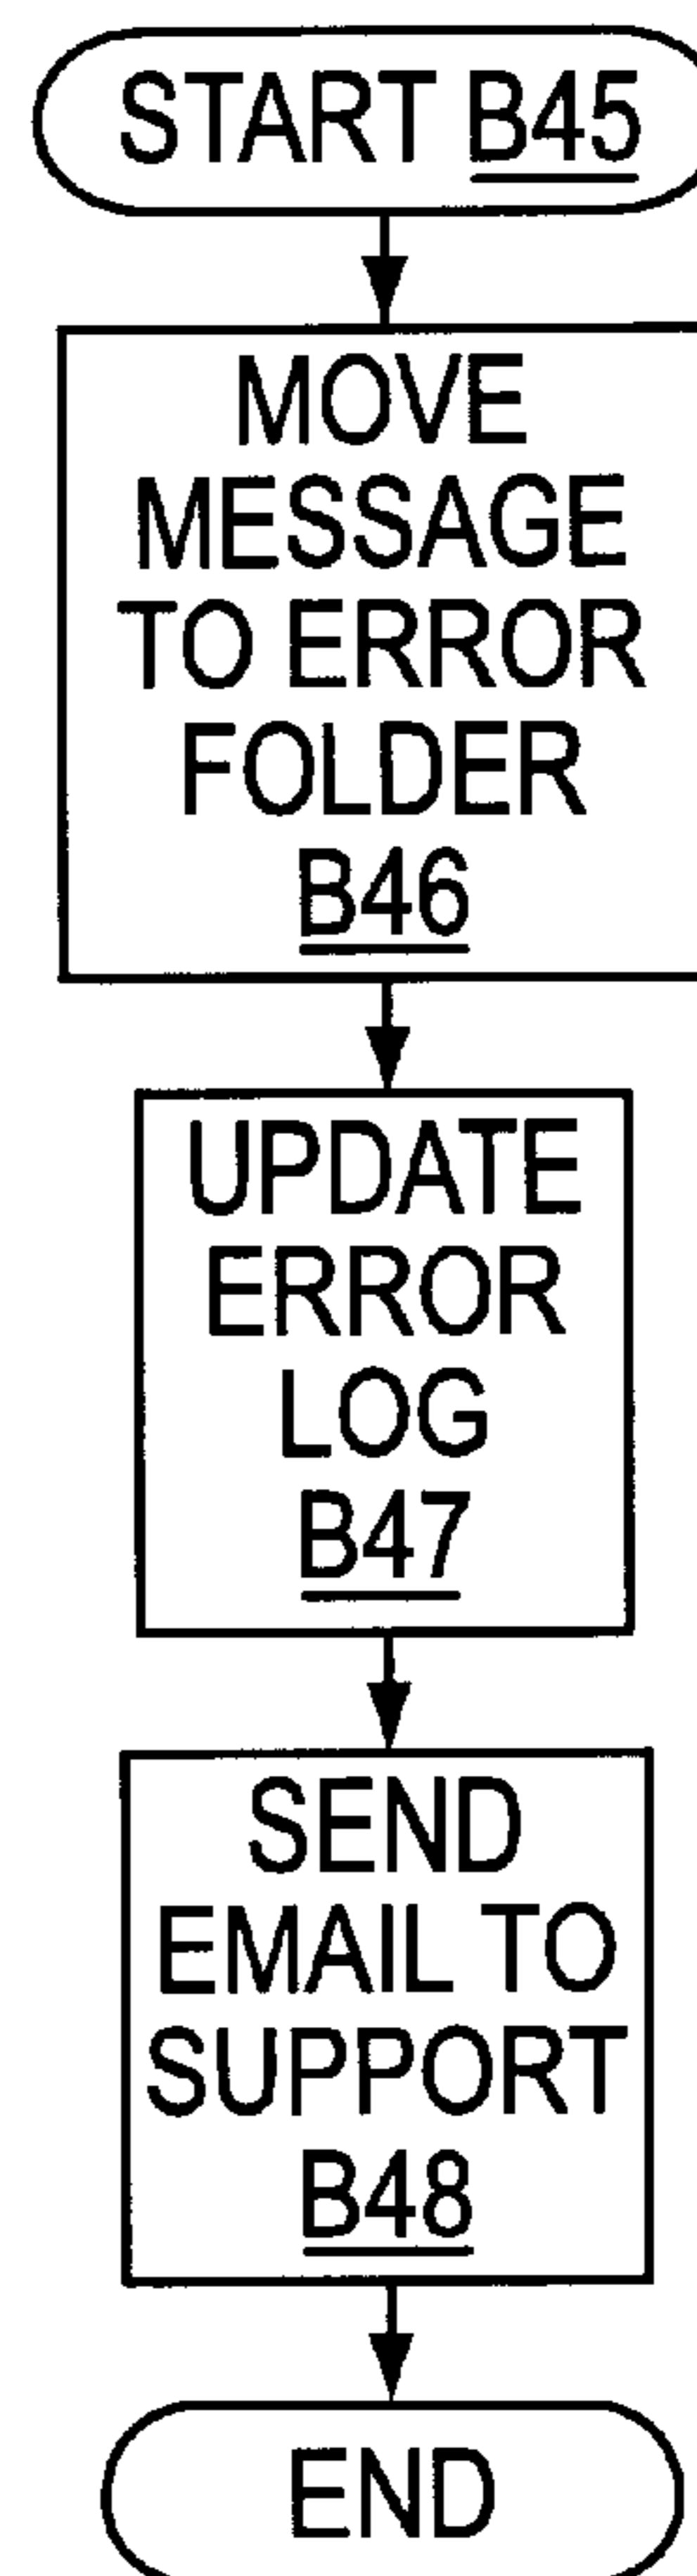 START B45
MOVE
MESSAGE
TO ERROR
FOLDER
B46
UPDATE
ERROR
LOG
B47
SEND
EMAIL TO
SUPPORT
B48
END